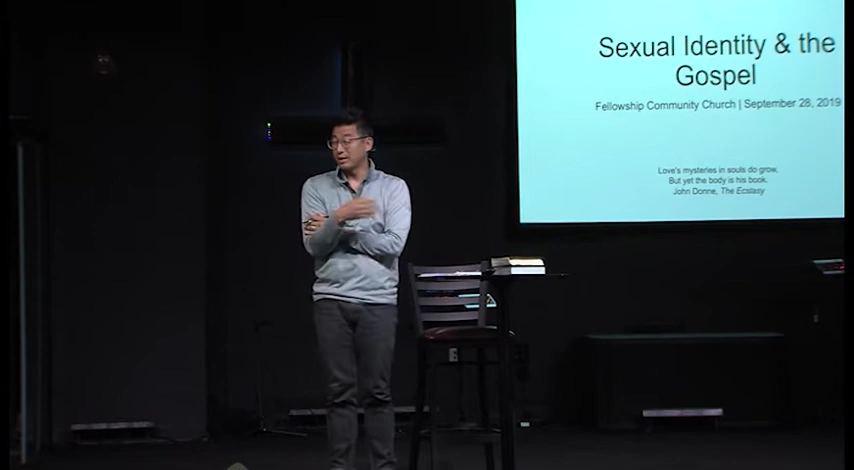 Sexual Identity & the
Gospel
Fellowship Community Church | September 28, 2019
Love's mysteries in souls do grow,
But yet the body is his book.
John Donne, The Ecstasy